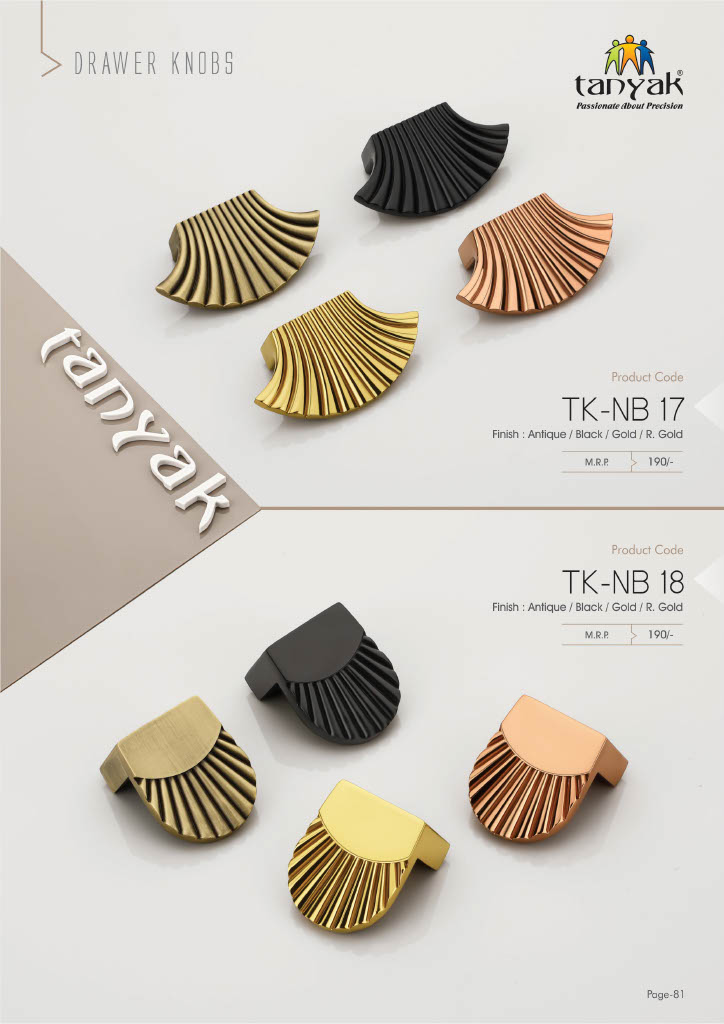 DRAWER KNOBS
tanyak®
Passionate About Precision
tanyak
Product Code
TK-NB 17
Finish : Antique / Black / Gold / R. Gold
M.R.P. 190/-
Product Code
TK-NB 18
Finish : Antique / Black / Gold / R. Gold
M.R.P. 190/-
Page-81